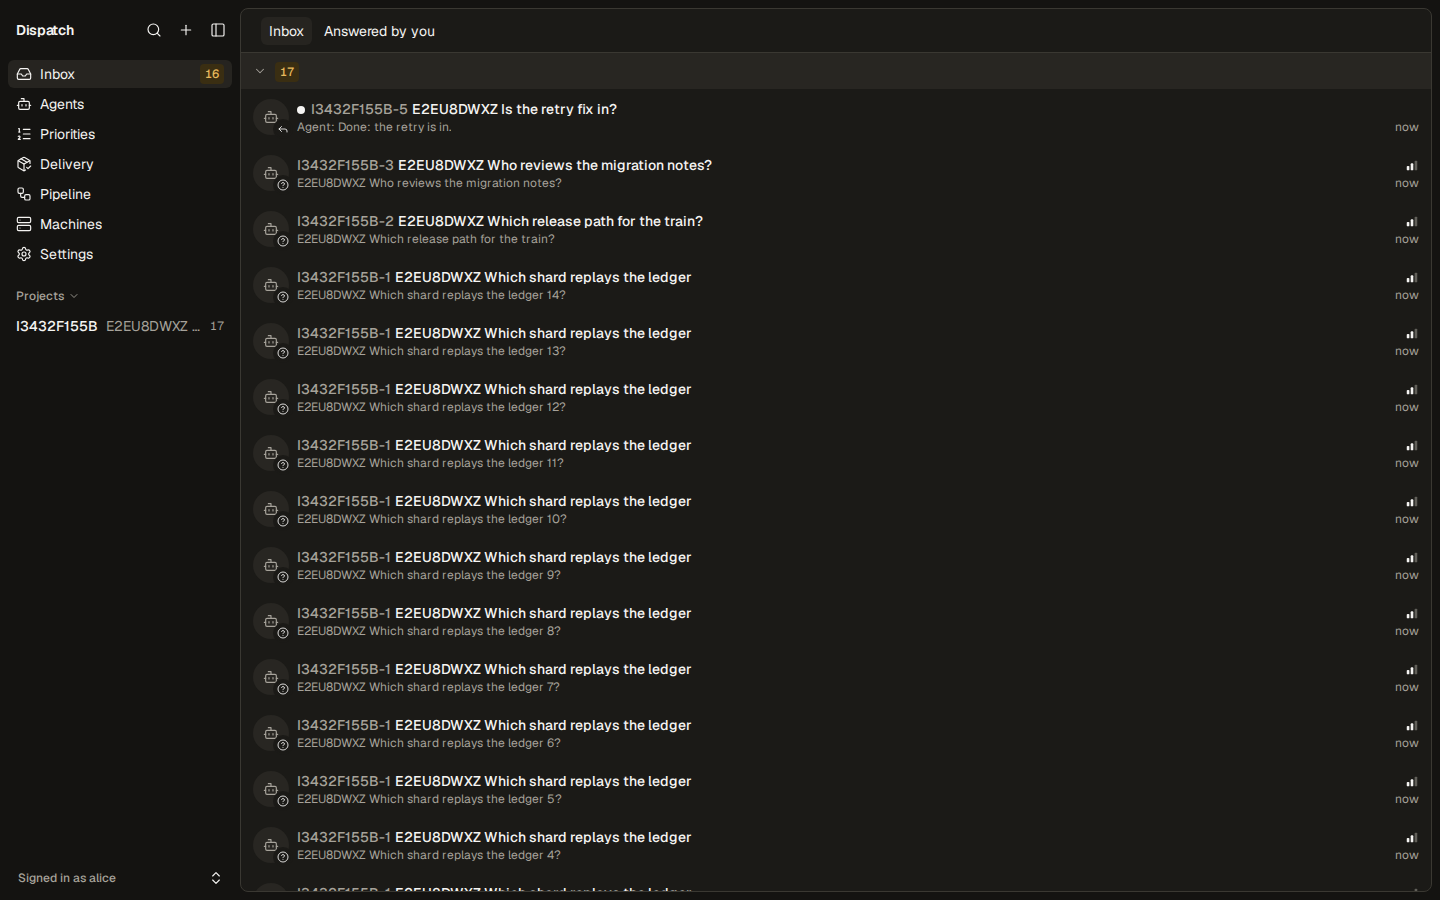 Dispatch
Inbox 16
Agents
Priorities
Delivery
Pipeline
Machines
Settings
Projects
I3432F155B E2EU8DWXZ ... 17
Signed in as alice
Inbox Answered by you
17
I3432F155B-5 E2EU8DWXZ Is the retry fix in?
Agent: Done: the retry is in. now
I3432F155B-3 E2EU8DWXZ Who reviews the migration notes?
E2EU8DWXZ Who reviews the migration notes? now
I3432F155B-2 E2EU8DWXZ Which release path for the train?
E2EU8DWXZ Which release path for the train? now
I3432F155B-1 E2EU8DWXZ Which shard replays the ledger
E2EU8DWXZ Which shard replays the ledger 14? now
I3432F155B-1 E2EU8DWXZ Which shard replays the ledger
E2EU8DWXZ Which shard replays the ledger 13? now
I3432F155B-1 E2EU8DWXZ Which shard replays the ledger
E2EU8DWXZ Which shard replays the ledger 12? now
I3432F155B-1 E2EU8DWXZ Which shard replays the ledger
E2EU8DWXZ Which shard replays the ledger 11? now
I3432F155B-1 E2EU8DWXZ Which shard replays the ledger
E2EU8DWXZ Which shard replays the ledger 10? now
I3432F155B-1 E2EU8DWXZ Which shard replays the ledger
E2EU8DWXZ Which shard replays the ledger 9? now
I3432F155B-1 E2EU8DWXZ Which shard replays the ledger
E2EU8DWXZ Which shard replays the ledger 8? now
I3432F155B-1 E2EU8DWXZ Which shard replays the ledger
E2EU8DWXZ Which shard replays the ledger 7? now
I3432F155B-1 E2EU8DWXZ Which shard replays the ledger
E2EU8DWXZ Which shard replays the ledger 6? now
I3432F155B-1 E2EU8DWXZ Which shard replays the ledger
E2EU8DWXZ Which shard replays the ledger 5? now
I3432F155B-1 E2EU8DWXZ Which shard replays the ledger
E2EU8DWXZ Which shard replays the ledger 4? now